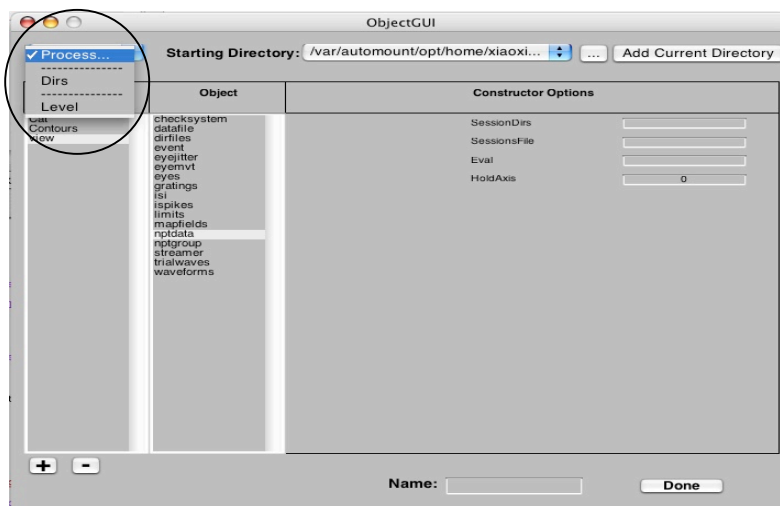 ObjectGUI
✓ Process...
---------------
Dirs
---------------
Level
Starting Directory:
/var/automount/opt/home/xiaoxi...
...
Add Current Directory
Object
Constructor Options
Cat
Contours
view
checksystem
datafile
dirfiles
event
eyejitter
eyemvt
eyes
gratings
isi
ispikes
limits
mapfields
nptdata
nptgroup
streamer
trialwaves
waveforms
SessionDirs
SessionsFile
Eval
HoldAxis
0
+
-
Name:
Done